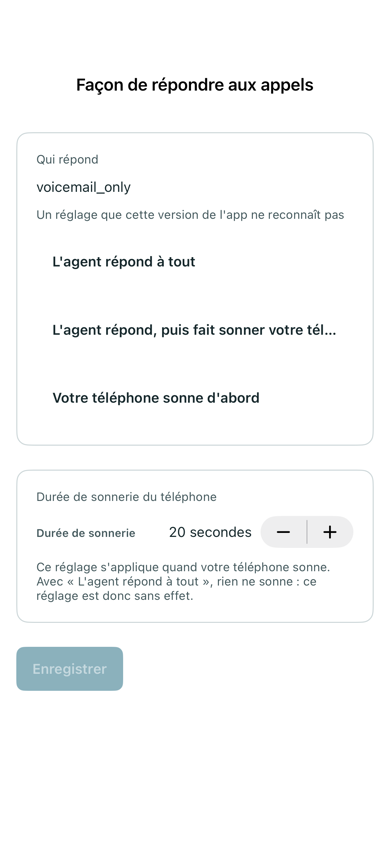 Façon de répondre aux appels
Qui répond
voicemail_only
Un réglage que cette version de l'app ne reconnaît pas
L'agent répond à tout
L'agent répond, puis fait sonner votre tél...
Votre téléphone sonne d'abord
Durée de sonnerie du téléphone
Durée de sonnerie 20 secondes − +
Ce réglage s'applique quand votre téléphone sonne.
Avec « L'agent répond à tout », rien ne sonne : ce
réglage est donc sans effet.
Enregistrer